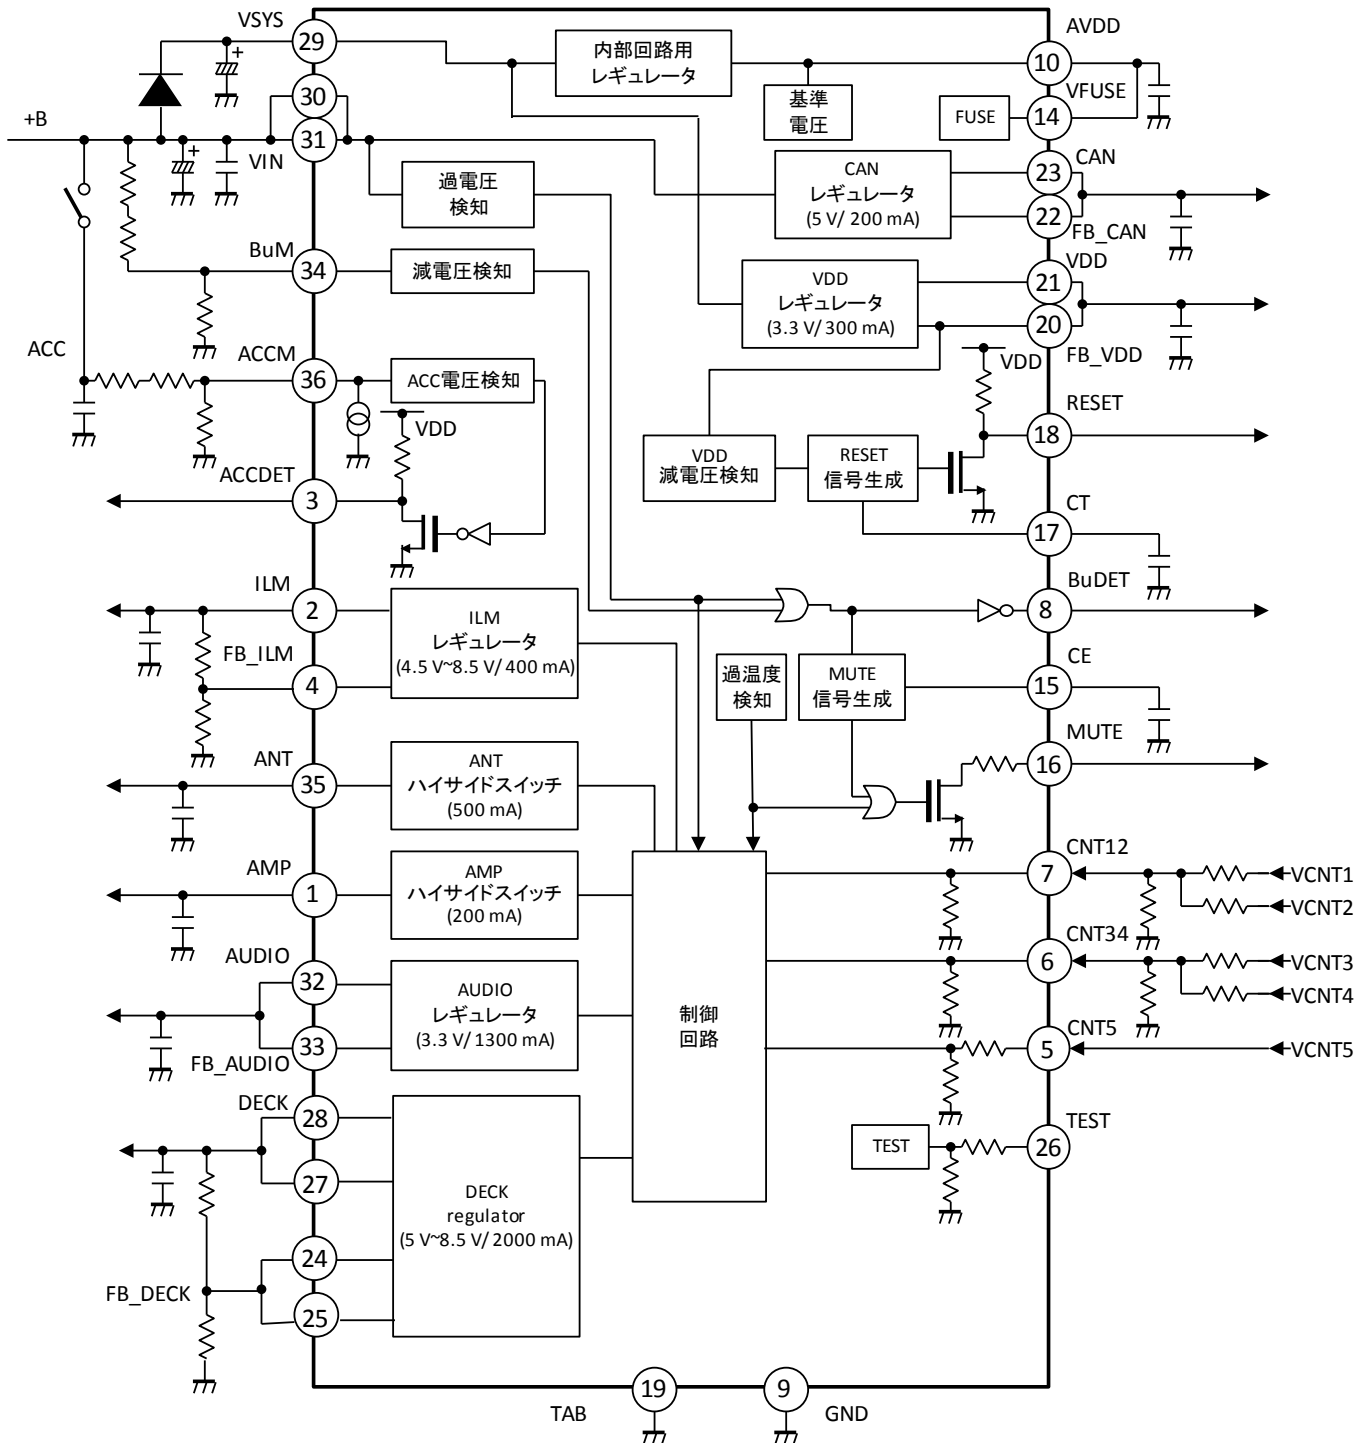 VSYS
29
30
+B
31
VIN
内部回路用
レギュレータ
基準
電圧
AVDD
10
VFUSE
FUSE
14
過電圧
検知
CAN
レギュレータ
(5 V/ 200 mA)
CAN
23
22
FB_CAN
BuM
34
減電圧検知
VDD
レギュレータ
(3.3 V/ 300 mA)
VDD
21
20
FB_VDD
ACC
ACCM
36
ACC電圧検知
VDD
VDD
RESET
18
VDD
減電圧検知
RESET
信号生成
ACCDET
3
CT
17
ILM
2
FB_ILM
4
ILM
レギュレータ
(4.5 V~8.5 V/ 400 mA)
BuDET
8
過温度
検知
MUTE
信号生成
CE
15
MUTE
16
ANT
35
ANT
ハイサイドスイッチ
(500 mA)
AMP
1
AMP
ハイサイドスイッチ
(200 mA)
CNT12
7
VCNT1
VCNT2
CNT34
6
VCNT3
VCNT4
AUDIO
32
33
FB_AUDIO
AUDIO
レギュレータ
(3.3 V/ 1300 mA)
制御
回路
CNT5
5
VCNT5
DECK
28
27
24
FB_DECK
25
DECK
regulator
(5 V~8.5 V/ 2000 mA)
TEST
TEST
26
19
TAB
9
GND